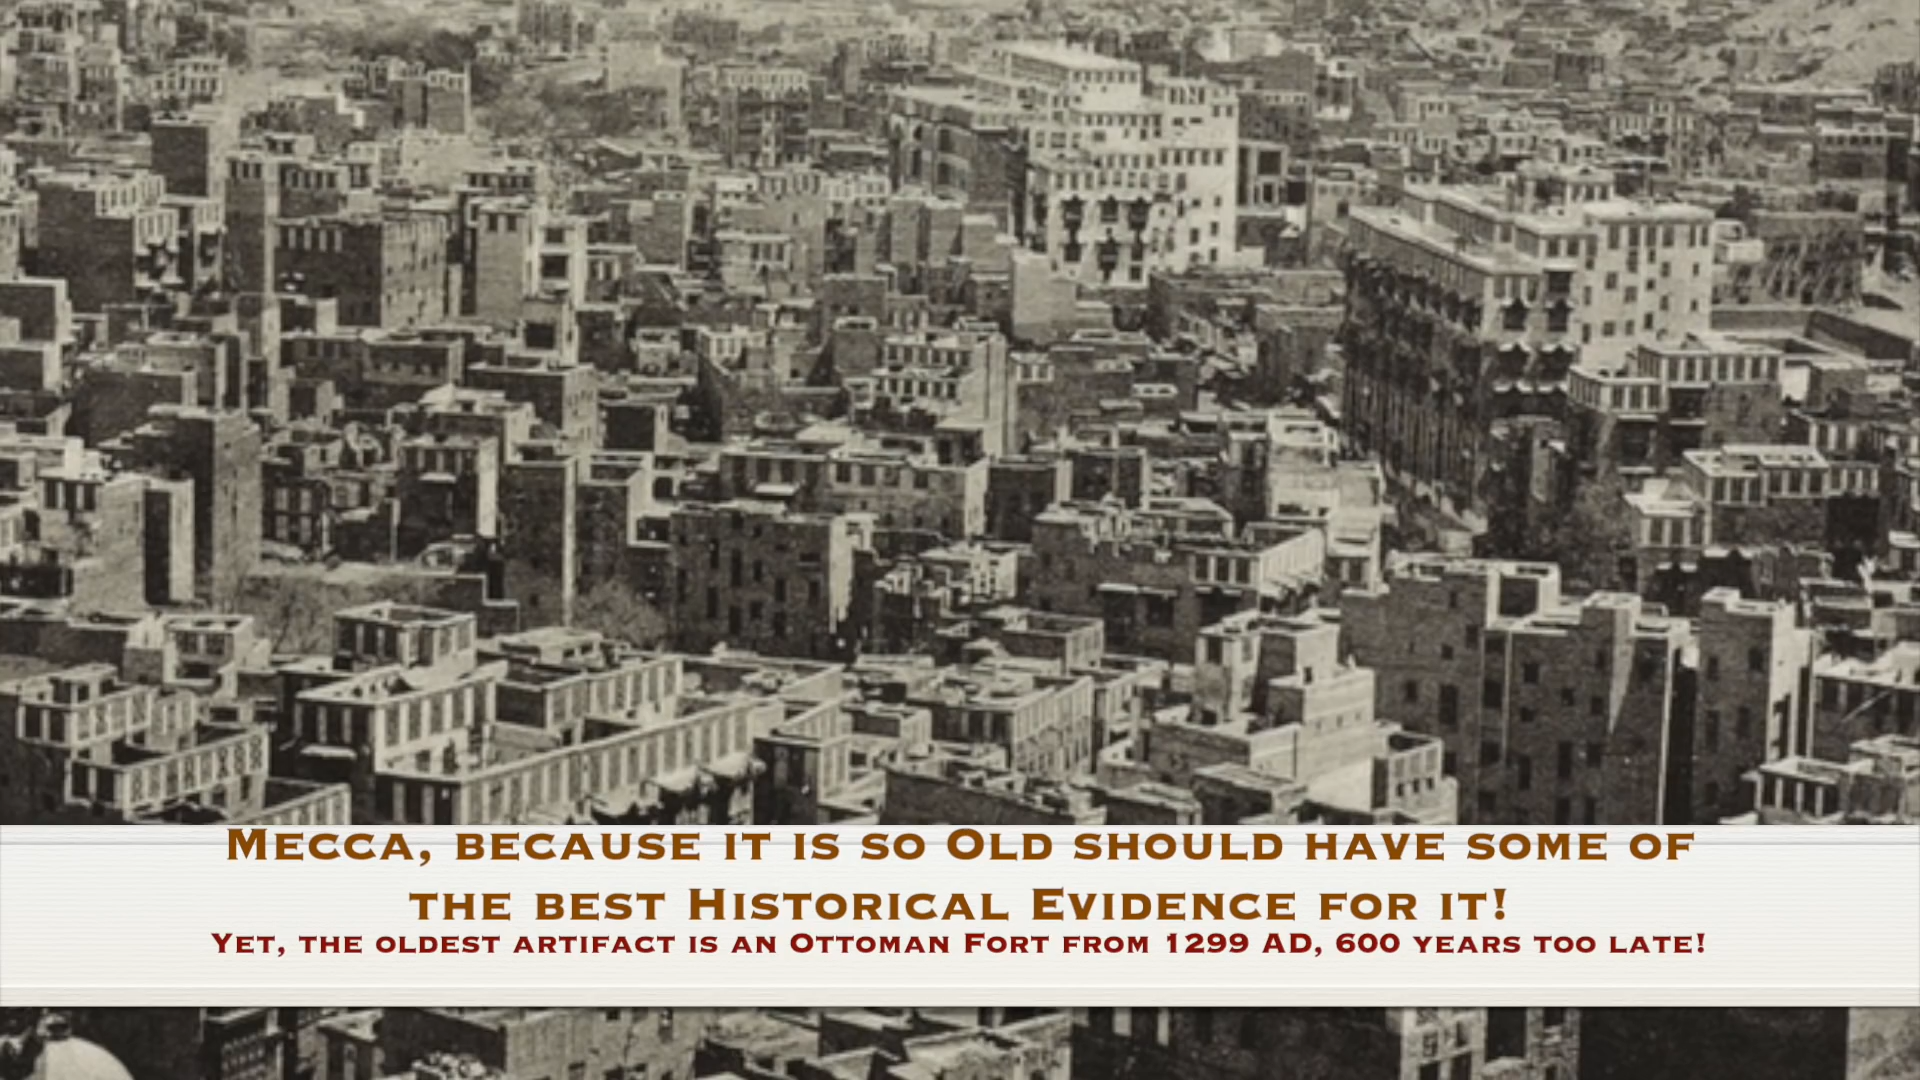 Mecca, because it is so Old should have some of
the best Historical Evidence for it!
Yet, the oldest artifact is an Ottoman Fort from 1299 AD, 600 years too late!